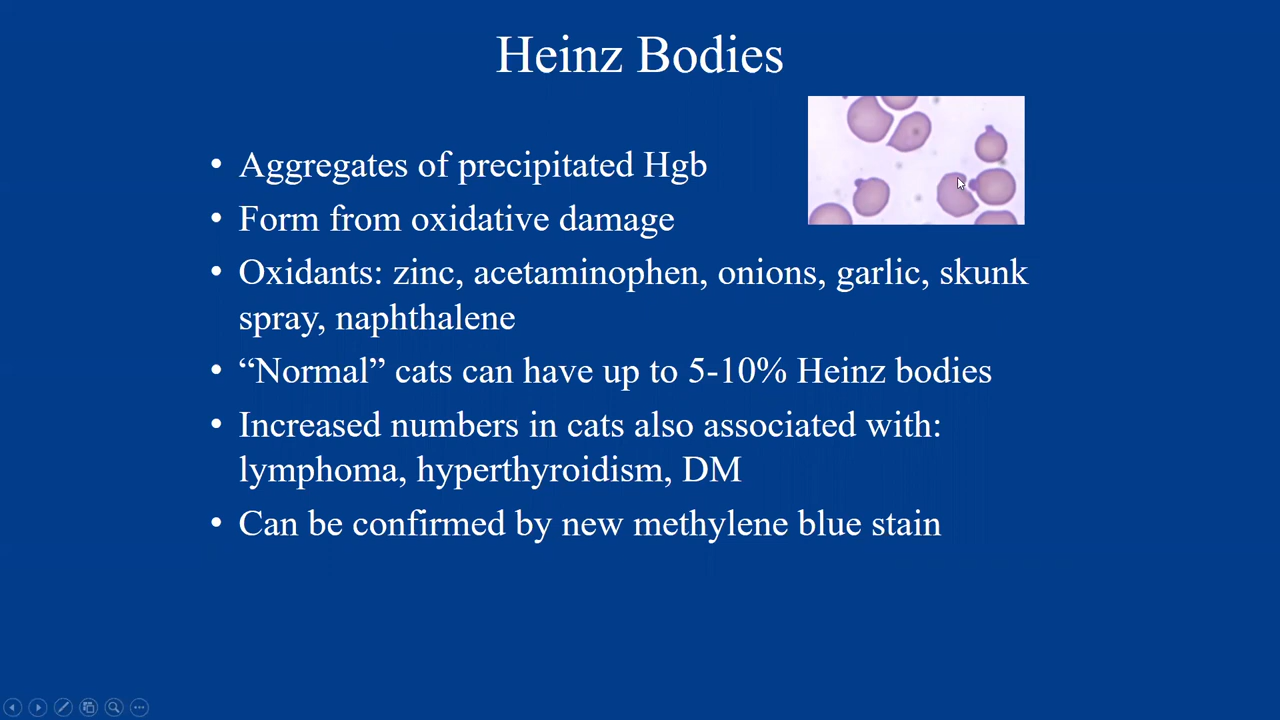 Heinz Bodies
• Aggregates of precipitated Hgb
• Form from oxidative damage
• Oxidants: zinc, acetaminophen, onions, garlic, skunk
spray, naphthalene
• “Normal” cats can have up to 5-10% Heinz bodies
• Increased numbers in cats also associated with:
lymphoma, hyperthyroidism, DM
• Can be confirmed by new methylene blue stain